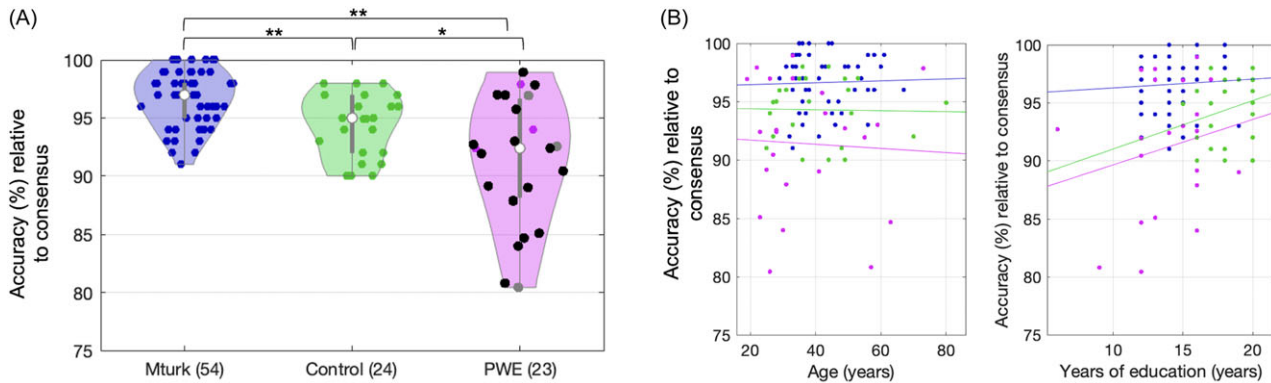 (A)
**
**
*
Accuracy (%) relative
to consensus
100
95
90
85
80
75
Mturk (54)
Control (24)
PWE (23)
(B)
Accuracy (%) relative to
consensus
100
95
90
85
80
75
20
40
60
80
Age (years)
Accuracy (%) relative to consensus
100
95
90
85
80
75
10
15
20
Years of education (years)